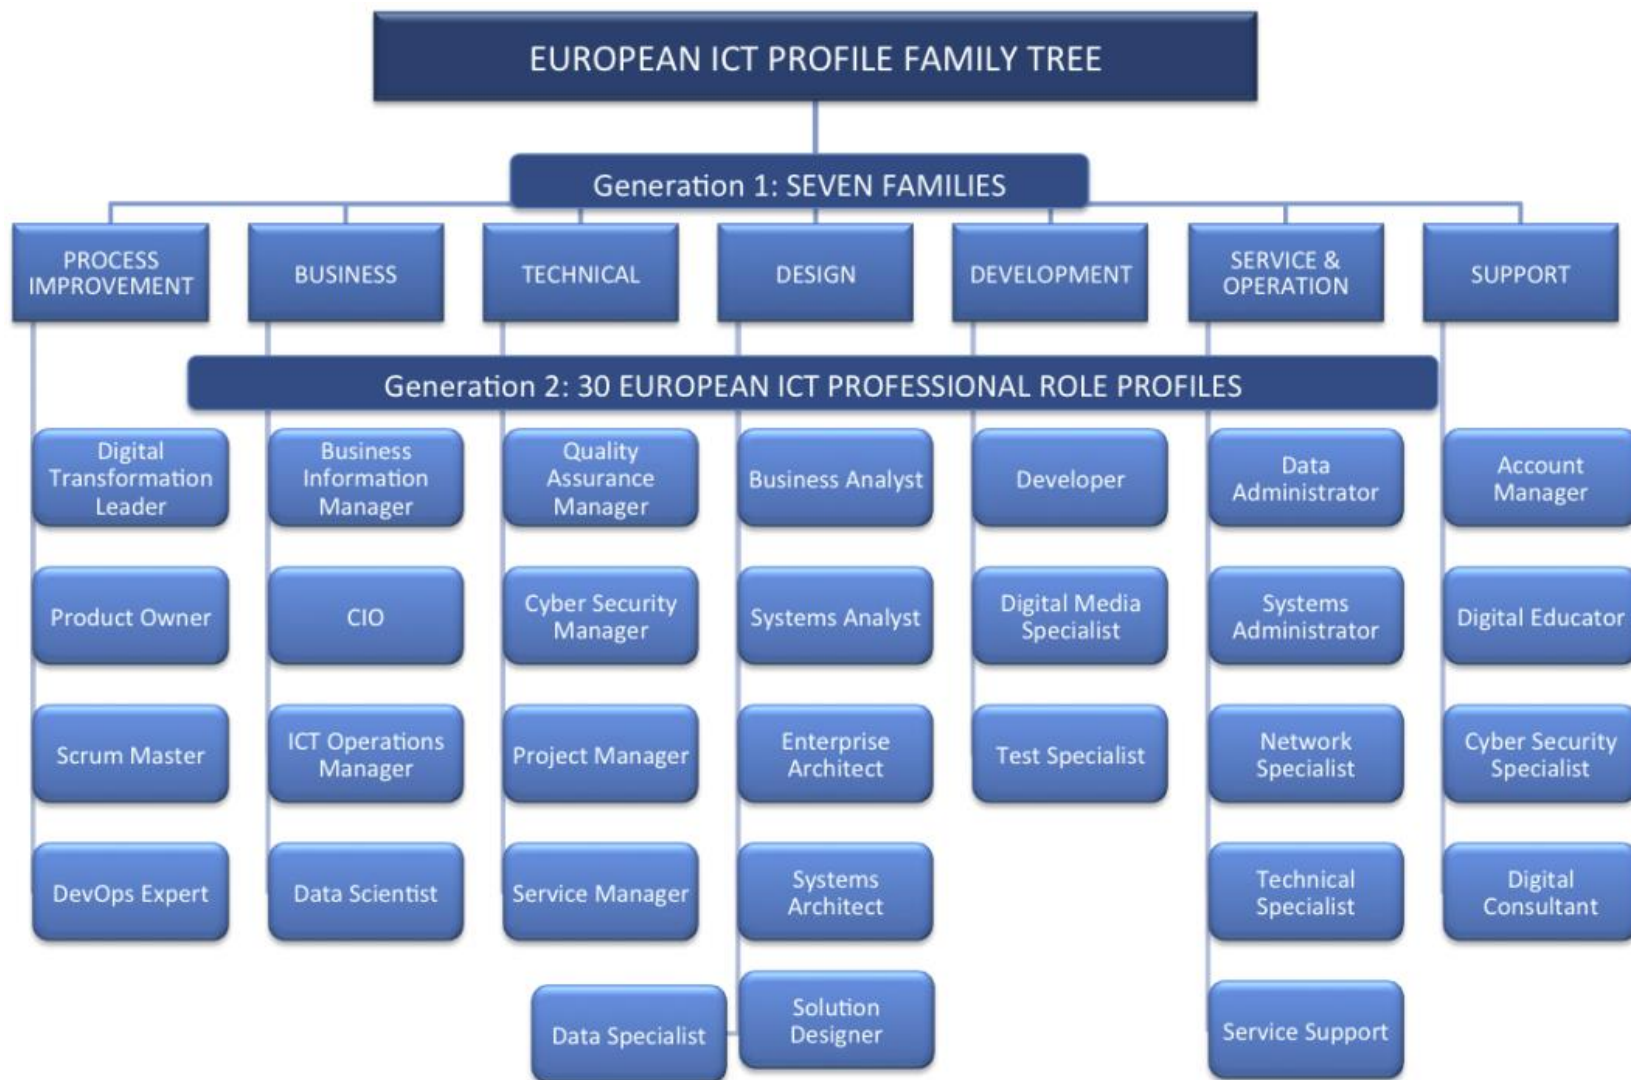 EUROPEAN ICT PROFILE FAMILY TREE
Generation 1: SEVEN FAMILIES
PROCESS
IMPROVEMENT
BUSINESS
TECHNICAL
DESIGN
DEVELOPMENT
SERVICE &
OPERATION
SUPPORT
Generation 2: 30 EUROPEAN ICT PROFESSIONAL ROLE PROFILES
Digital
Transformation
Leader
Business
Information
Manager
Quality
Assurance
Manager
Business Analyst
Developer
Data
Administrator
Account
Manager
Product Owner
CIO
Cyber Security
Manager
Systems Analyst
Digital Media
Specialist
Systems
Administrator
Digital Educator
Scrum Master
ICT Operations
Manager
Project Manager
Enterprise
Architect
Test Specialist
Network
Specialist
Cyber Security
Specialist
DevOps Expert
Data Scientist
Service Manager
Systems
Architect
Technical
Specialist
Digital
Consultant
Data Specialist
Solution
Designer
Service Support